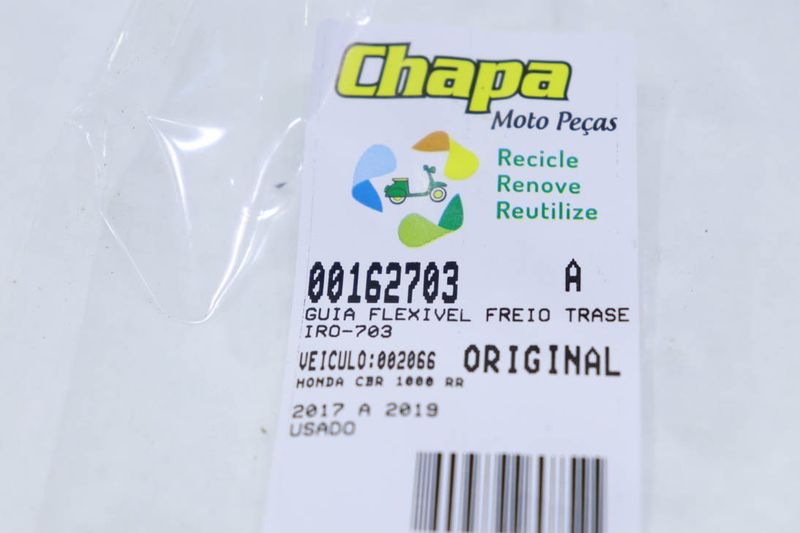 Chapa
Moto Peças
Recicle
Renove
Reutilize
00162703 A
GUIA FLEXIVEL FREIO TRASE
IRO-703
VEICULO:002066 ORIGINAL
HONDA CBR 1000 RR
2017 A 2019
USADO